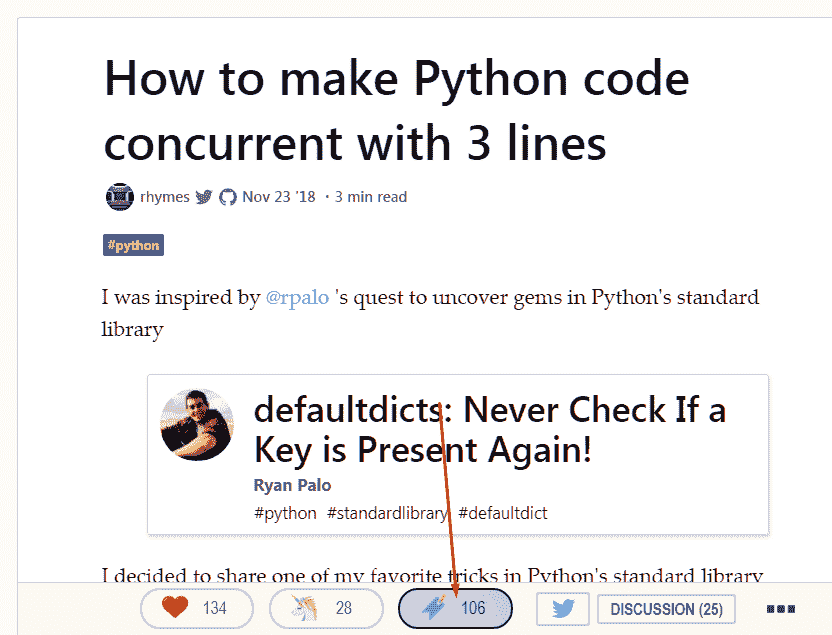 How to make Python code
concurrent with 3 lines
rhymes Nov 23 '18 · 3 min read
#python
I was inspired by @rpalo 's quest to uncover gems in Python's standard
library
defaultdicts: Never Check If a
Key is Present Again!
Ryan Palo
#python #standardlibrary #defaultdict
I decided to share one of my favorite tricks in Python's standard library
134 28 106 DISCUSSION (25)